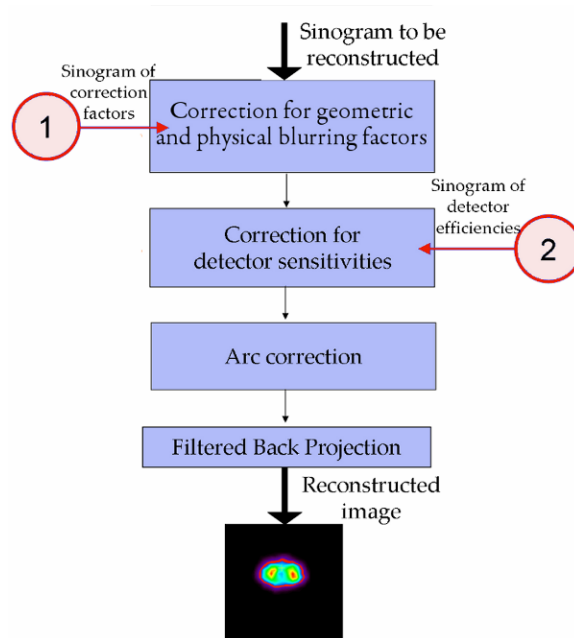 Sinogram to be
reconstructed
Sinogram of
correction
factors
1
Correction for geometric
and physical blurring factors
Sinogram of
detector
efficiencies
2
Correction for
detector sensitivities
Arc correction
Filtered Back Projection
Reconstructed
image